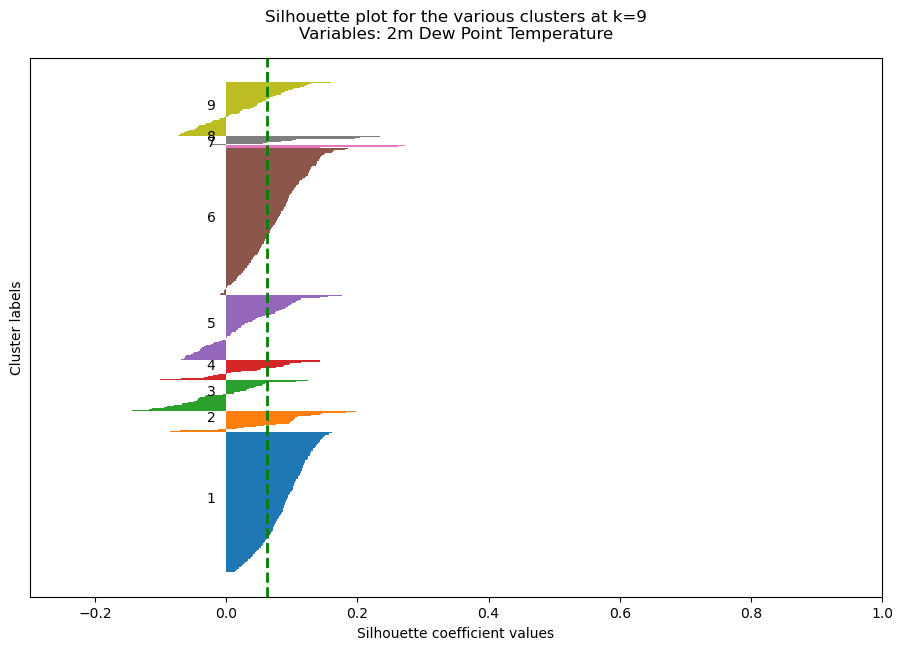 Silhouette plot for the various clusters at k=9
Variables: 2m Dew Point Temperature
Cluster labels
9
8
7
6
5
4
3
2
1
−0.2 0.0 0.2 0.4 0.6 0.8 1.0
Silhouette coefficient values